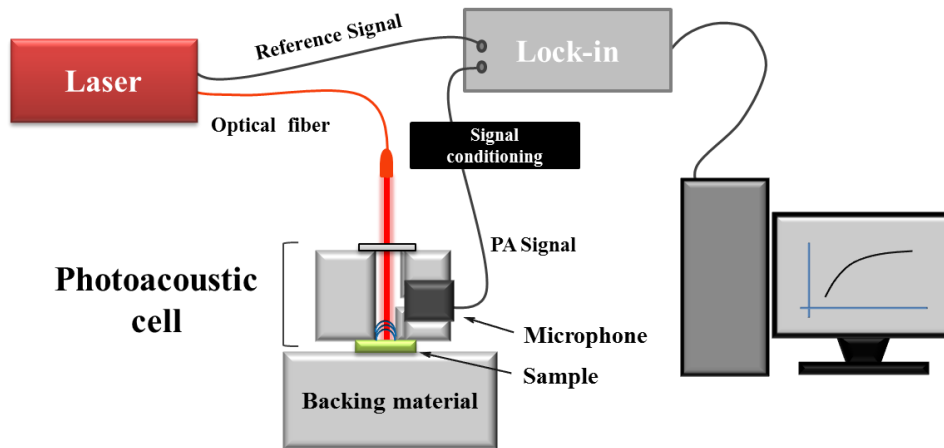 Reference Signal
Lock-in
Laser
Optical fiber
Signal
conditioning
PA Signal
Photoacoustic
cell
Microphone
Sample
Backing material